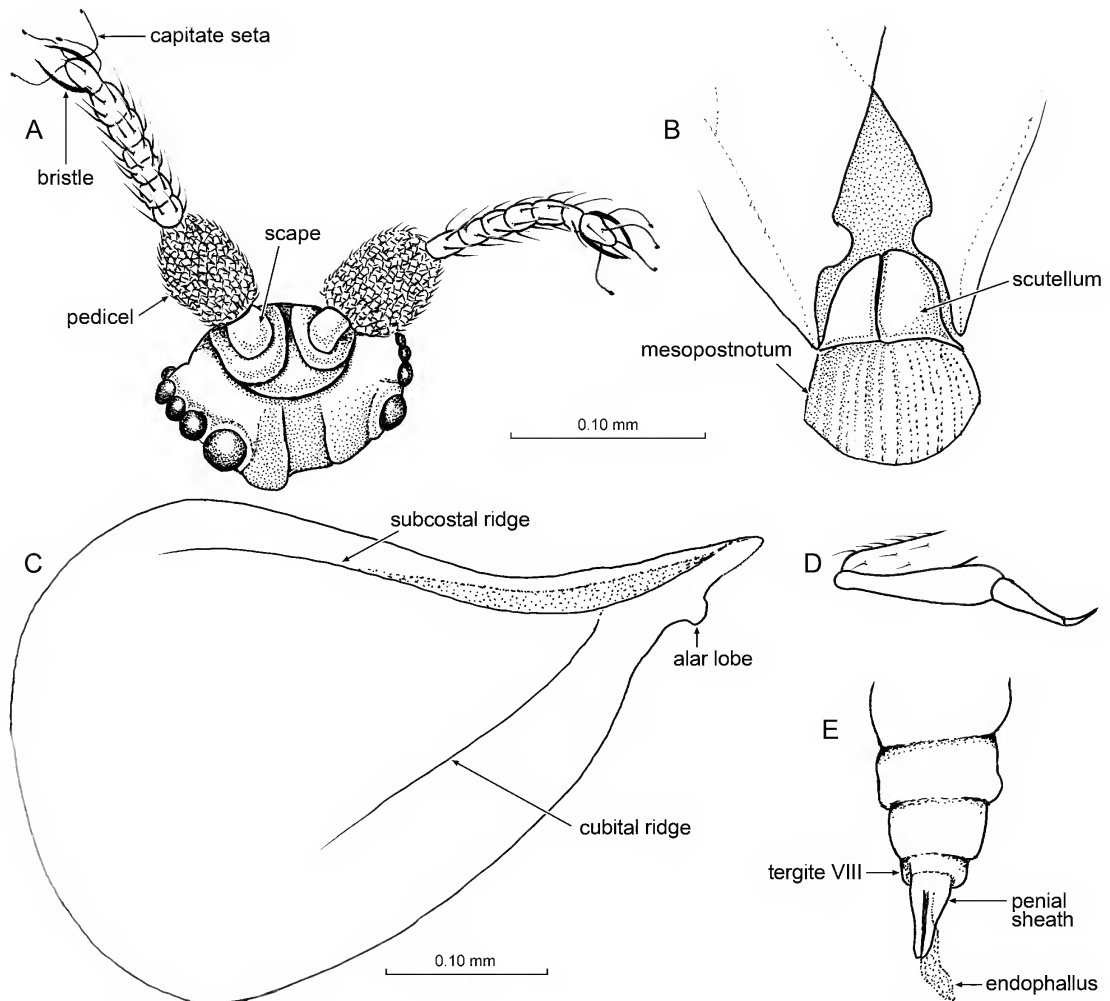 capitate seta
A
bristle
scape
pedicel
B
scutellum
mesopostnotum
0.10 mm
C
subcostal ridge
alar lobe
cubital ridge
0.10 mm
D
E
tergite VIII
penial
sheath
endophallus